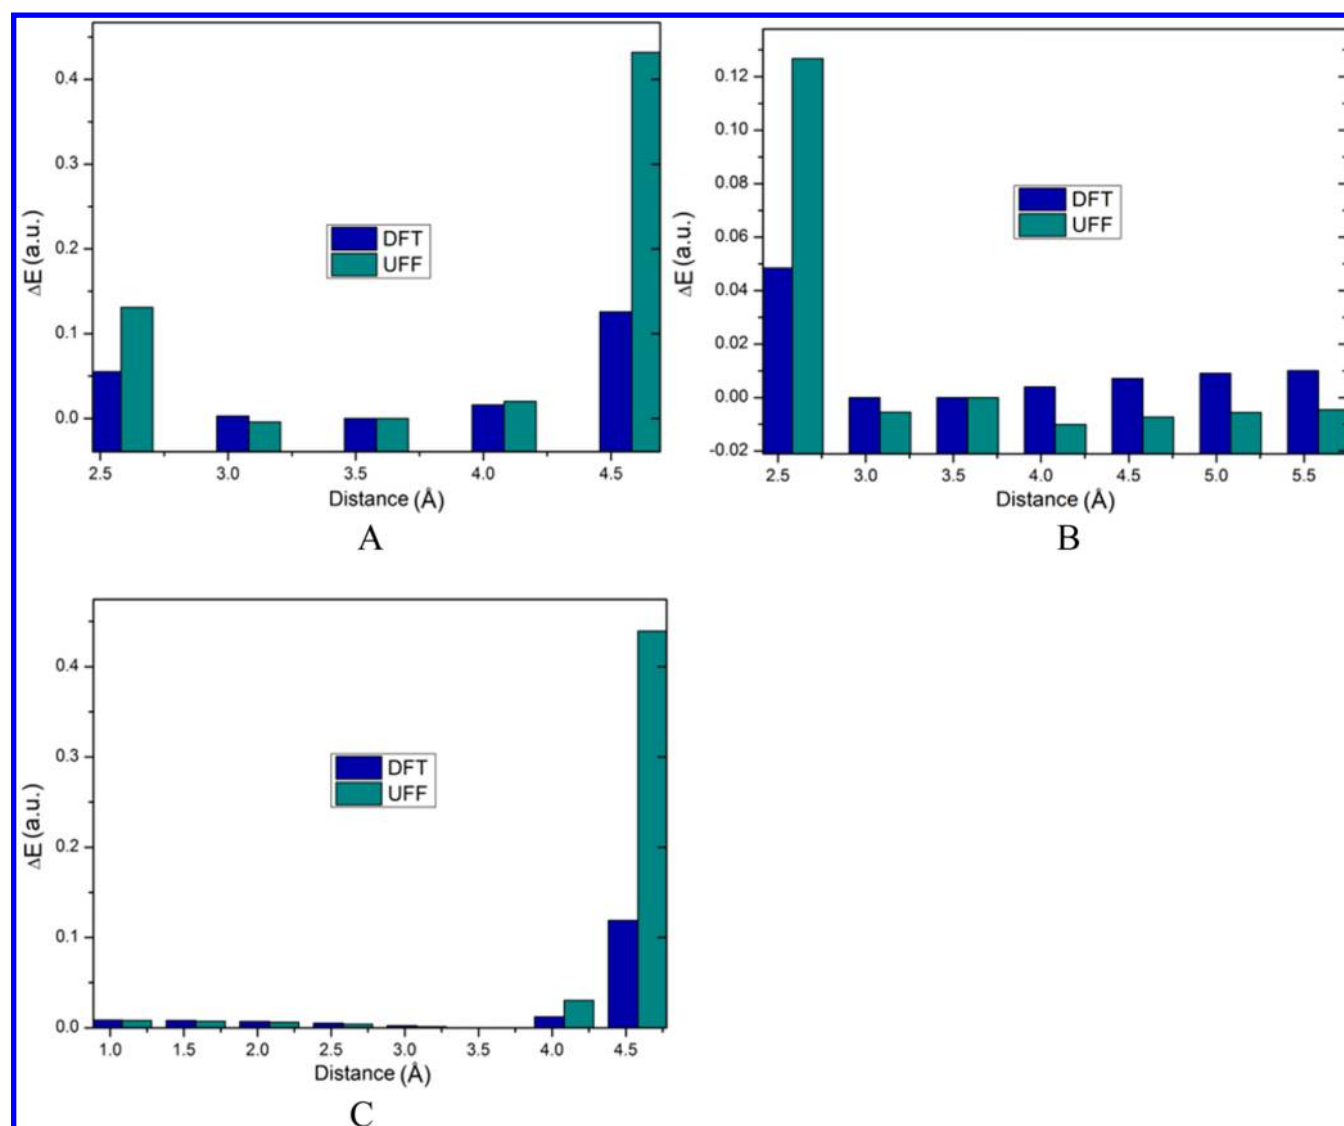 0.4
0.3
0.2
0.1
0.0
ΔE (a.u.)
DFT
UFF
2.5 3.0 3.5 4.0 4.5
Distance (Å)
A
0.12
0.10
0.08
0.06
0.04
0.02
0.00
-0.02
ΔE (a.u.)
DFT
UFF
2.5 3.0 3.5 4.0 4.5 5.0 5.5
Distance (Å)
B
0.4
0.3
0.2
0.1
0.0
ΔE (a.u.)
DFT
UFF
1.0 1.5 2.0 2.5 3.0 3.5 4.0 4.5
Distance (Å)
C